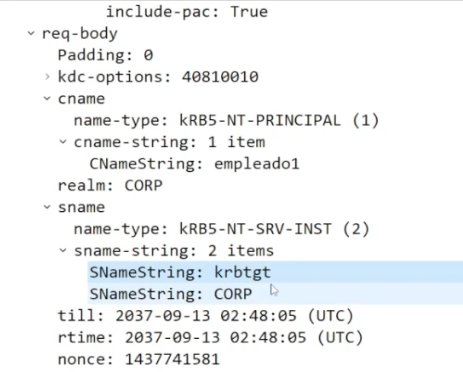 include-pac: True
req-body
Padding: 0
kdc-options: 40810010
cname
name-type: kRB5-NT-PRINCIPAL (1)
cname-string: 1 item
CNameString: empleado1
realm: CORP
sname
name-type: kRB5-NT-SRV-INST (2)
sname-string: 2 items
SNameString: krbtgt
SNameString: CORP
till: 2037-09-13 02:48:05 (UTC)
rtime: 2037-09-13 02:48:05 (UTC)
nonce: 1437741581